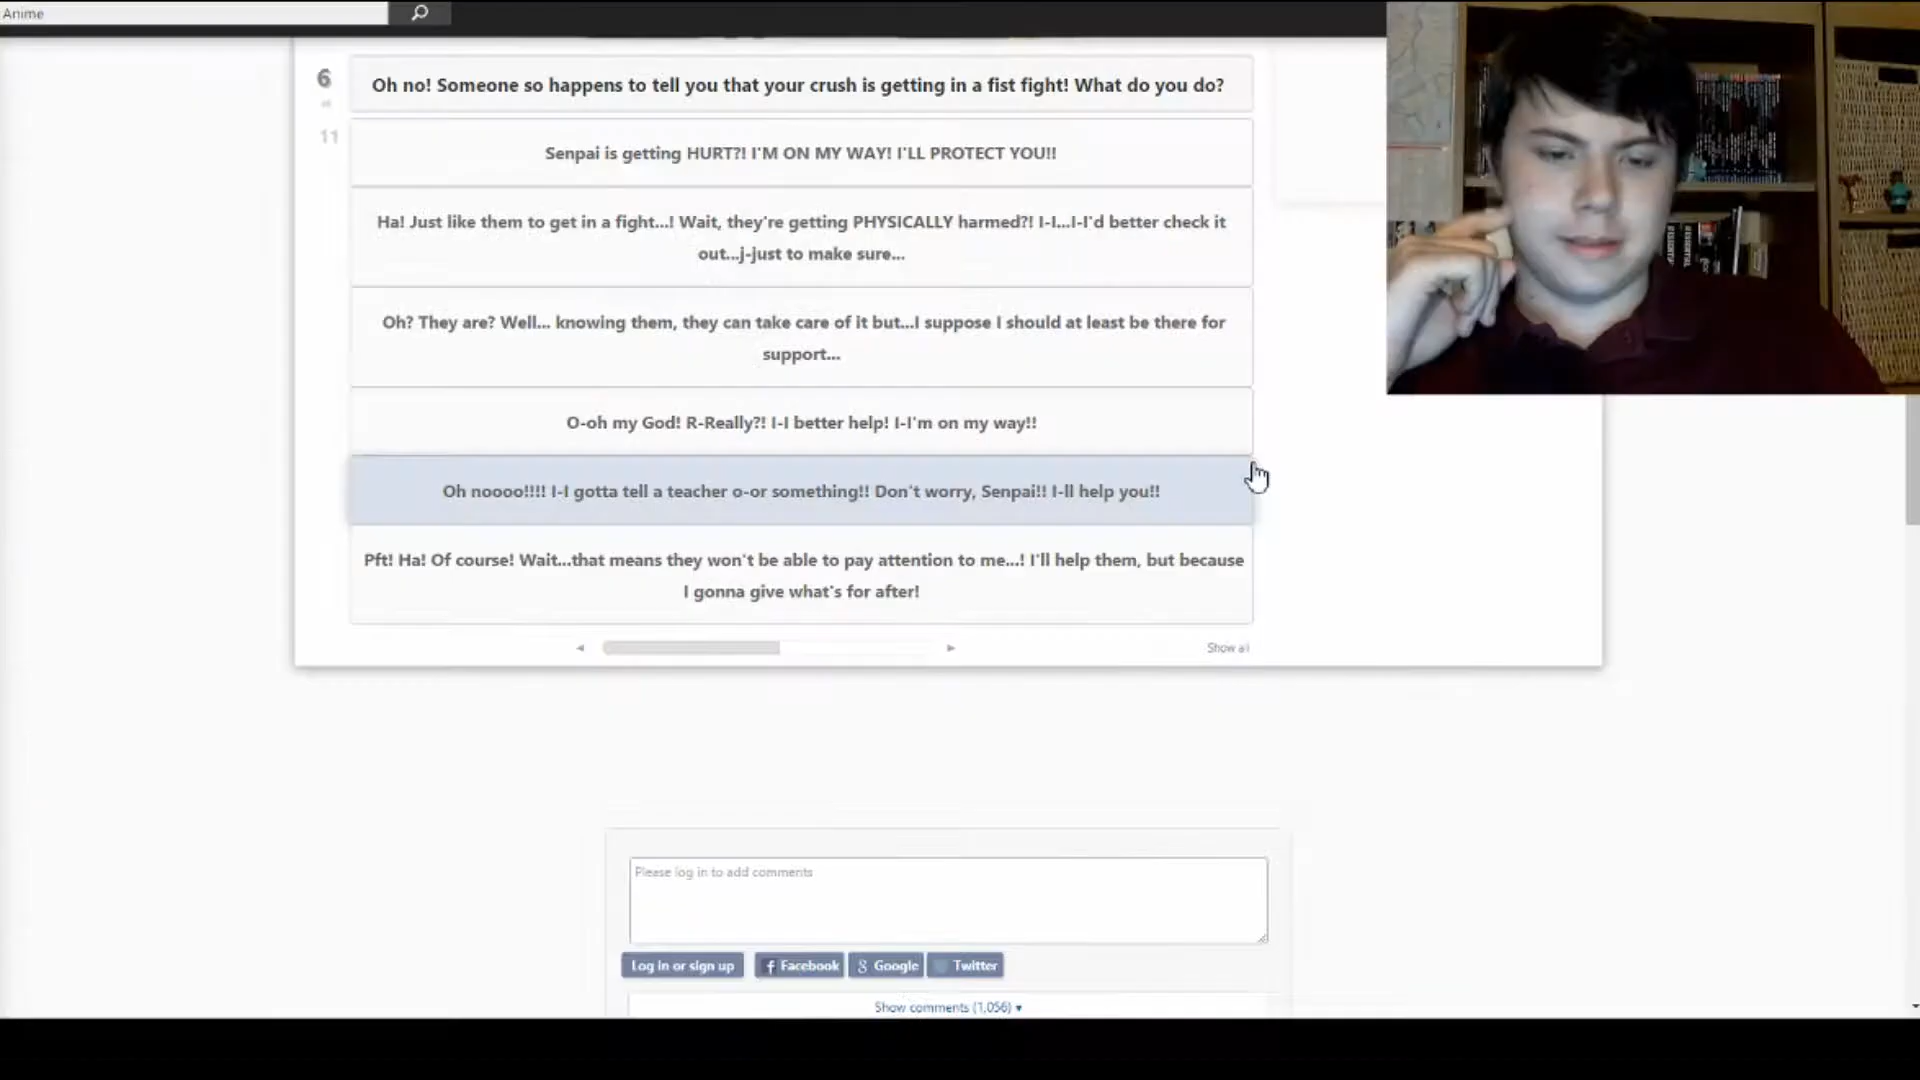 Anime
6
Oh no! Someone so happens to tell you that your crush is getting in a fist fight! What do you do?
11
Senpai is getting HURT?! I'M ON MY WAY! I'LL PROTECT YOU!!
Ha! Just like them to get in a fight...! Wait, they're getting PHYSICALLY harmed?! I-I...I-I'd better check it
out...j-just to make sure...
Oh? They are? Well... knowing them, they can take care of it but...I suppose I should at least be there for
support...
O-oh my God! R-Really?! I-I better help! I-I'm on my way!!
Oh noooo!!!! I-I gotta tell a teacher o-or something!! Don't worry, Senpai!! I-ll help you!!
Pft! Ha! Of course! Wait...that means they won't be able to pay attention to me...! I'll help them, but because
I gonna give what's for after!
Show all
Please log in to add comments
Log in or sign up
Facebook
Google
Twitter
Show comments (1,056) ▾